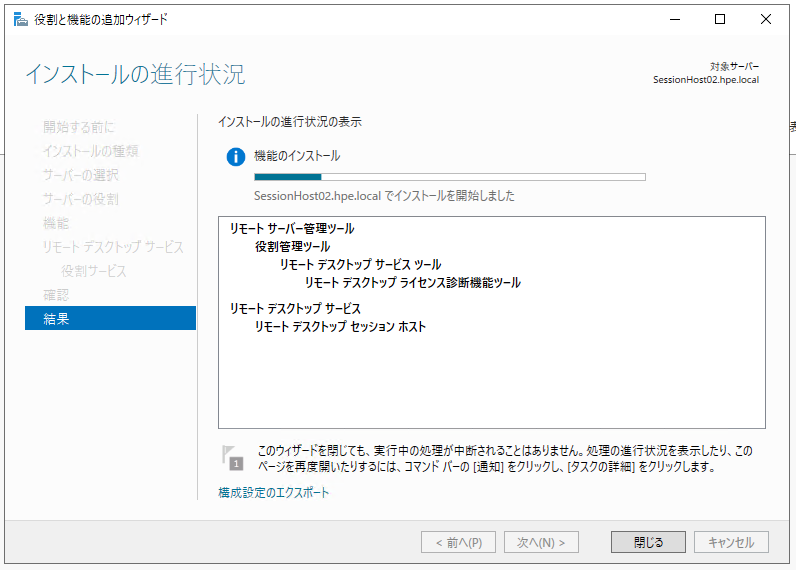 役割と機能の追加ウィザード
インストールの進行状況
対象サーバー
SessionHost02.hpe.local
開始する前に
インストールの種類
サーバーの選択
サーバーの役割
機能
リモート デスクトップ サービス
役割サービス
確認
結果
インストールの進行状況の表示
機能のインストール
SessionHost02.hpe.local でインストールを開始しました
リモート サーバー管理ツール
役割管理ツール
リモート デスクトップ サービス ツール
リモート デスクトップ ライセンス診断機能ツール
リモート デスクトップ サービス
リモート デスクトップ セッション ホスト
1
このウィザードを閉じても、実行中の処理が中断されることはありません。処理の進行状況を表示したり、この
ページを再度開いたりするには、コマンド バーの [通知] をクリックし、[タスクの詳細] をクリックします。
構成設定のエクスポート
< 前へ(P)
次へ(N) >
閉じる
キャンセル